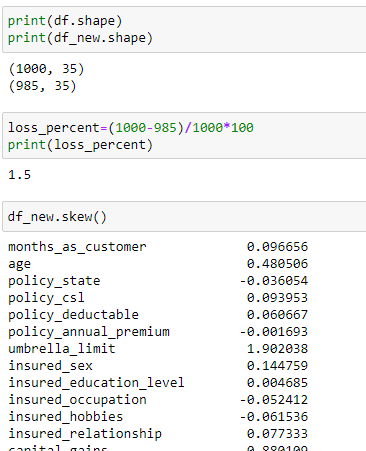 print(df.shape)
print(df_new.shape)
(1000, 35)
(985, 35)
loss_percent=(1000-985)/1000*100
print(loss_percent)
1.5
df_new.skew()
months_as_customer 0.096656
age 0.480506
policy_state -0.036054
policy_csl 0.093953
policy_deductable 0.060667
policy_annual_premium -0.001693
umbrella_limit 1.902038
insured_sex 0.144759
insured_education_level 0.004685
insured_occupation -0.052412
insured_hobbies -0.061536
insured_relationship 0.077333
capital_gains 0.880109